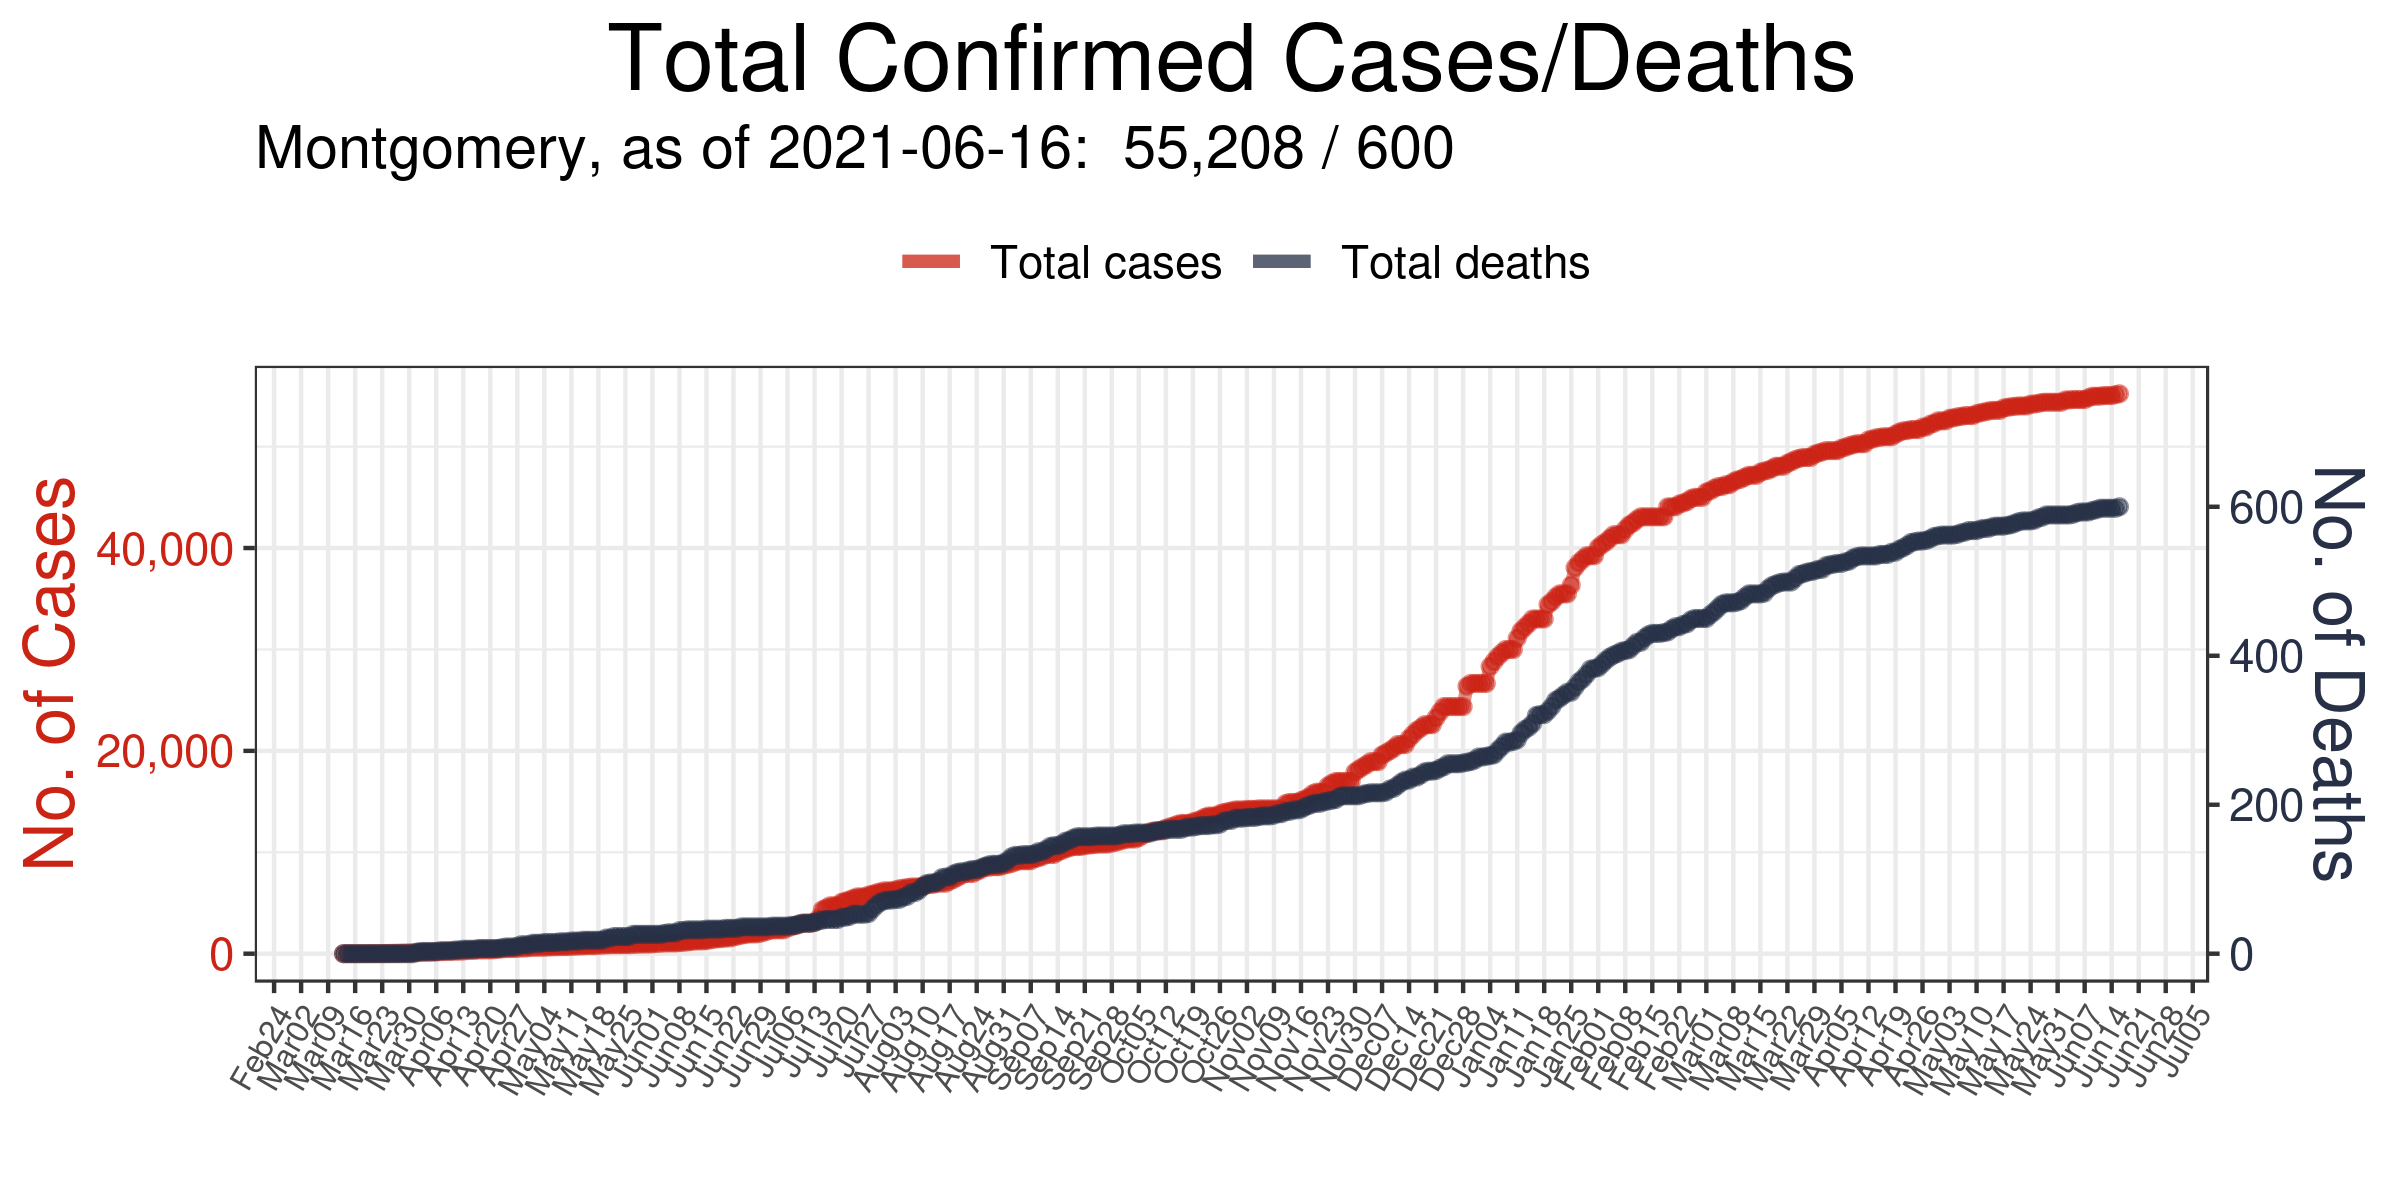 Total Confirmed Cases/Deaths
Montgomery, as of 2021-06-16:  55,208 / 600
Total cases
Total deaths
No. of Cases
40,000
20,000
0
600
400
200
0
No. of Deaths
Feb24
Mar02
Mar09
Mar16
Mar23
Mar30
Apr06
Apr13
Apr20
Apr27
May04
May11
May18
May25
Jun01
Jun08
Jun15
Jun22
Jun29
Jul06
Jul13
Jul20
Jul27
Aug03
Aug10
Aug17
Aug24
Aug31
Sep07
Sep14
Sep21
Sep28
Oct05
Oct12
Oct19
Oct26
Nov02
Nov09
Nov16
Nov23
Nov30
Dec07
Dec14
Dec21
Dec28
Jan04
Jan11
Jan18
Jan25
Feb01
Feb08
Feb15
Feb22
Mar01
Mar08
Mar15
Mar22
Mar29
Apr05
Apr12
Apr19
Apr26
May03
May10
May17
May24
May31
Jun07
Jun14
Jun21
Jun28
Jul05